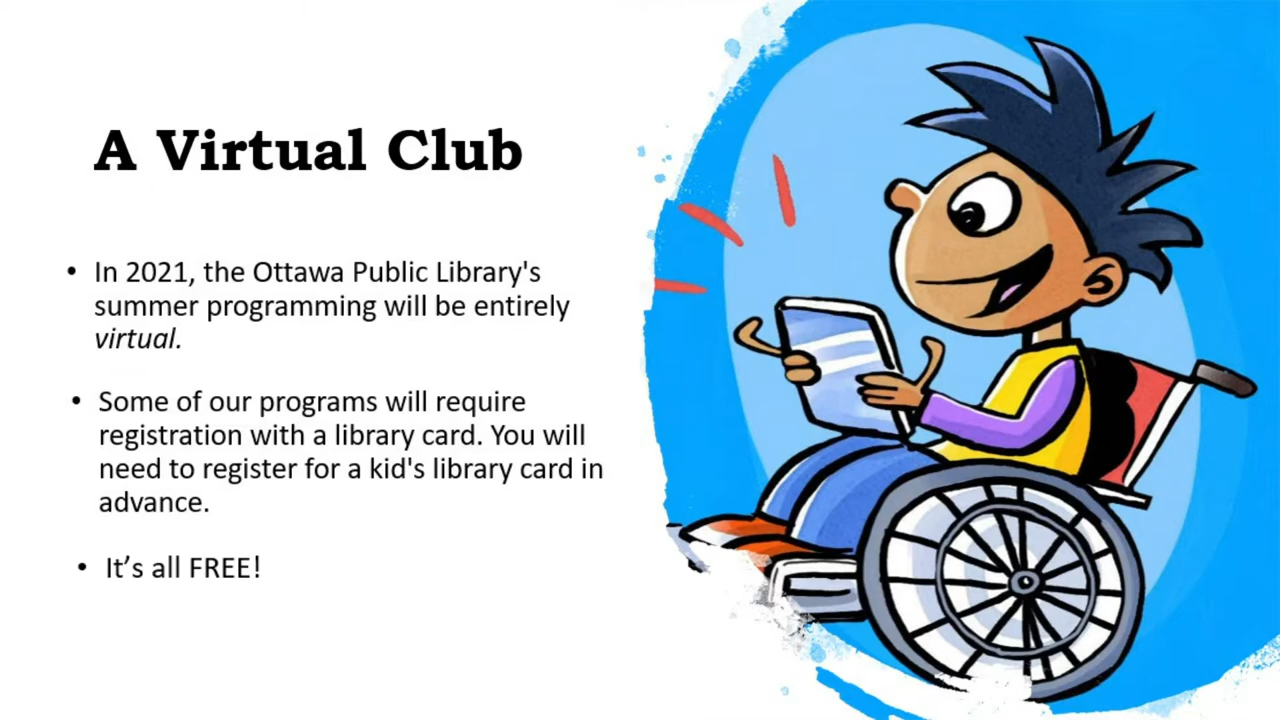 A Virtual Club
• In 2021, the Ottawa Public Library's
summer programming will be entirely
virtual.
• Some of our programs will require
registration with a library card. You will
need to register for a kid's library card in
advance.
• It’s all FREE!